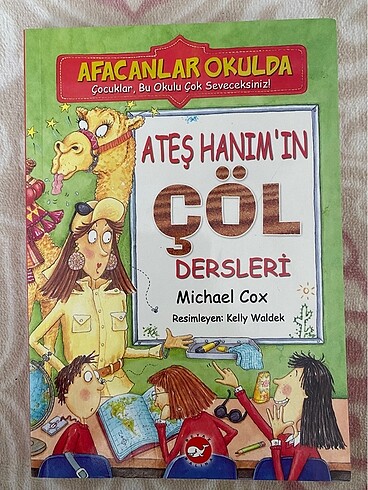 AFACANLAR OKULDA
Çocuklar, Bu Okulu Çok Seveceksiniz!
ATEŞ HANIM'IN
ÇÖL
DERSLERİ
Michael Cox
Resimleyen: Kelly Waldek